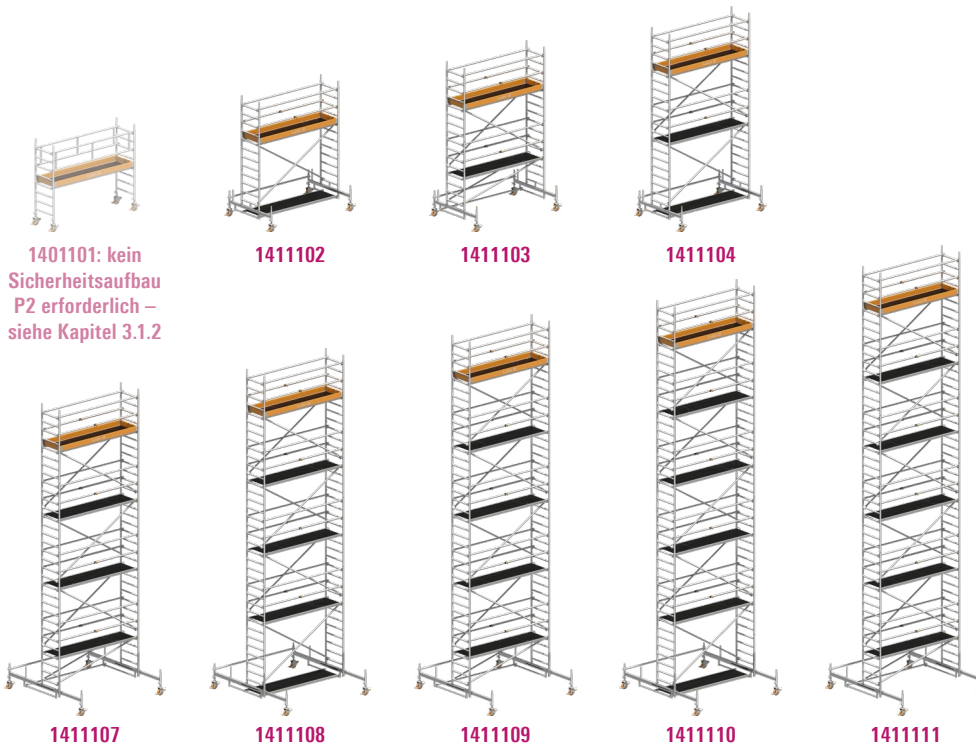 1401101: kein
Sicherheitsaufbau
P2 erforderlich –
siehe Kapitel 3.1.2
1411102
1411103
1411104
1411107
1411108
1411109
1411110
1411111